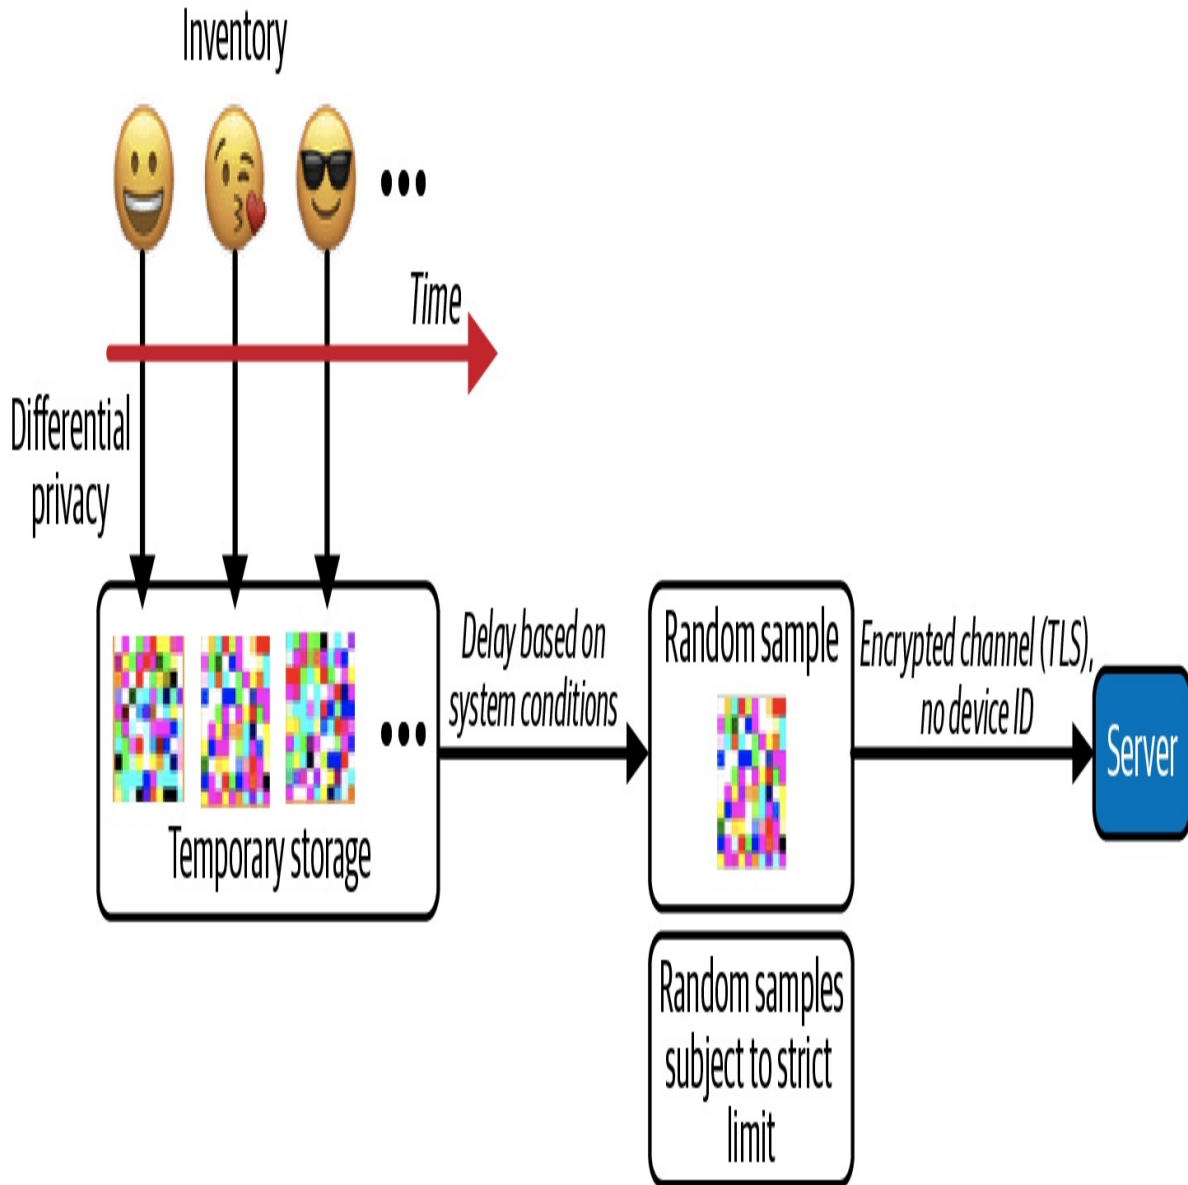 Inventory
Time
Differential
privacy
Delay based on
system conditions
Temporary storage
Random sample
Encrypted channel (TLS),
no device ID
Server
Random samples
subject to strict
limit